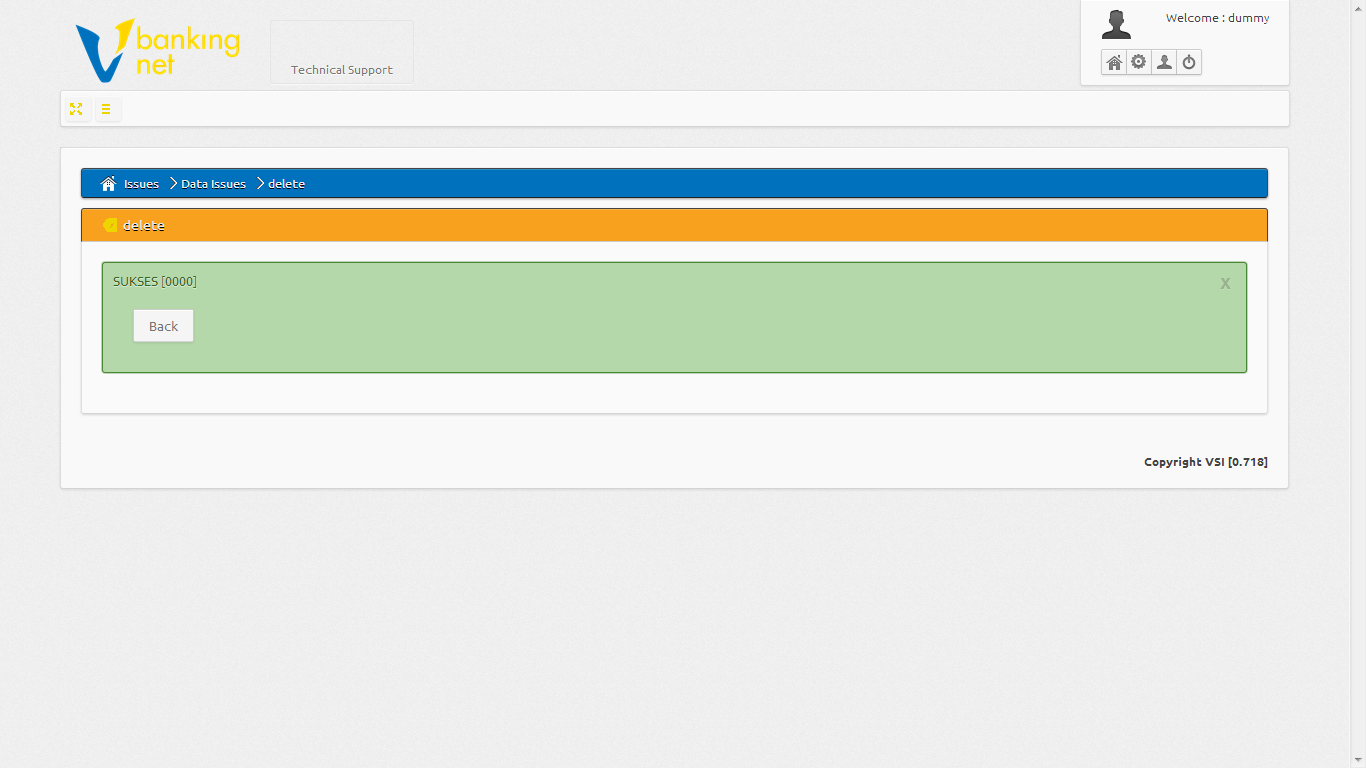 banking
net
Technical Support
Welcome : dummy
Issues
Data Issues
delete
delete
SUKSES [0000]
X
Back
Copyright VSI [0.718]